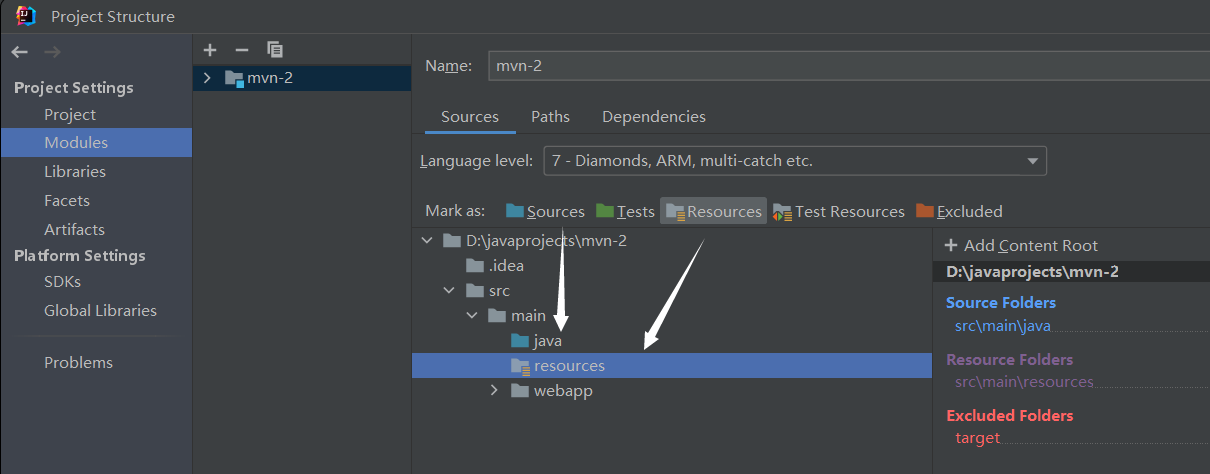 Project Structure
Project Settings
Project
Modules
Libraries
Facets
Artifacts
Platform Settings
SDKs
Global Libraries
Problems
mvn-2
Name: mvn-2
Sources Paths Dependencies
Language level: 7 - Diamonds, ARM, multi-catch etc.
Mark as: Sources Tests Resources Test Resources Excluded
D:\javaprojects\mvn-2
.idea
src
main
java
resources
webapp
+ Add Content Root
D:\javaprojects\mvn-2
Source Folders
src\main\java
Resource Folders
src\main\resources
Excluded Folders
target